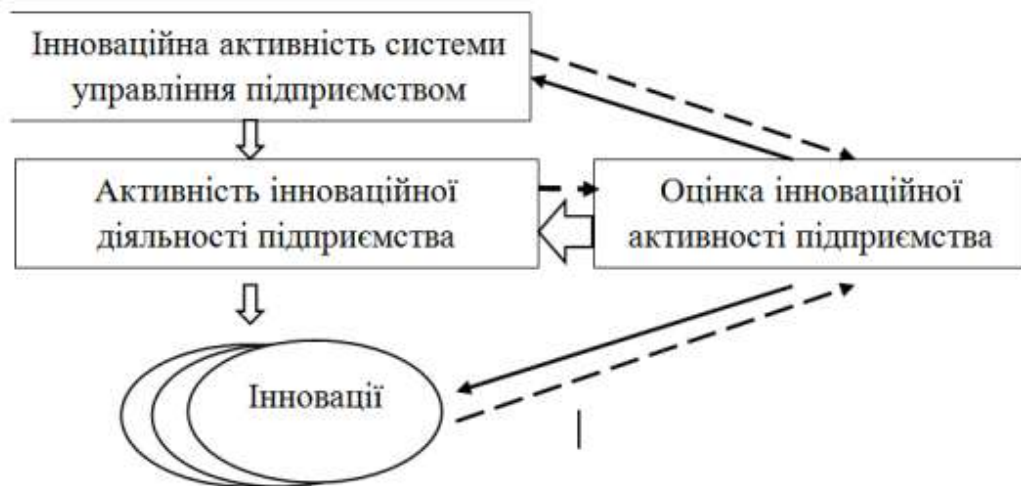 Інноваційна активність системи
управління підприємством
Активність інноваційної
діяльності підприємства
Оцінка інноваційної
активності підприємства
Інновації